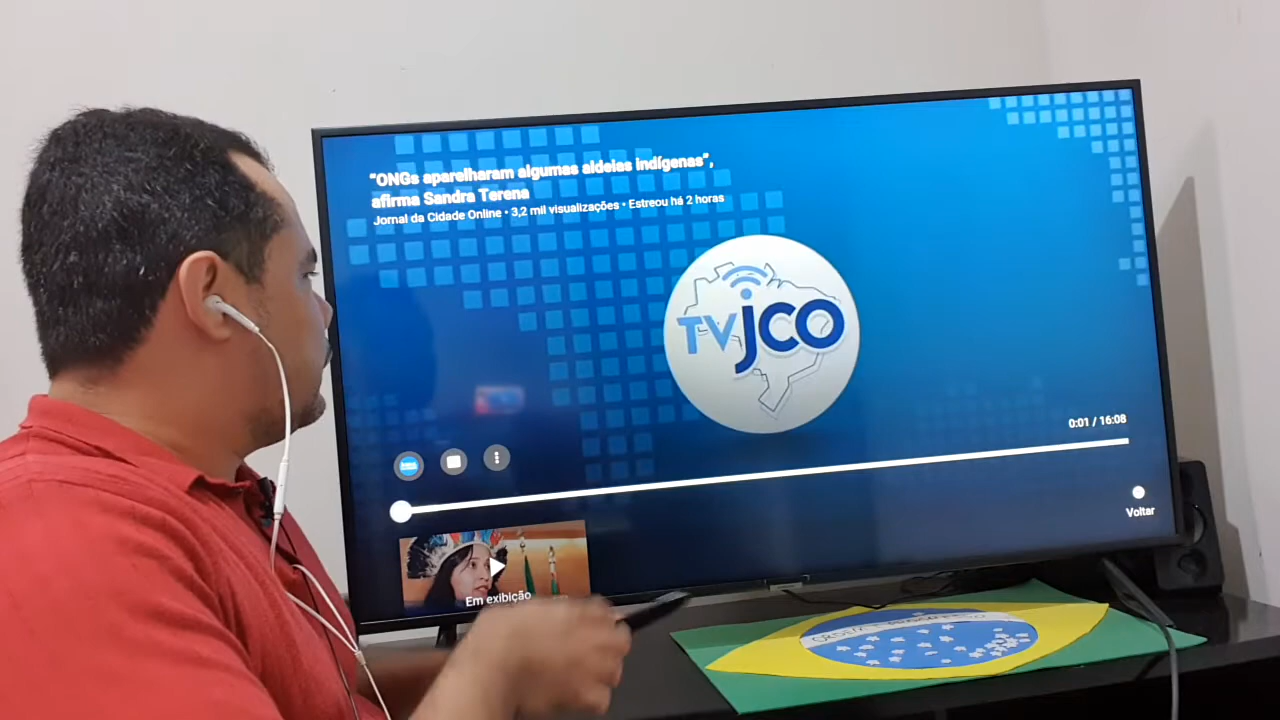 “ONGs aparelharam algumas aldeias indígenas”,
afirma Sandra Terena
Jornal da Cidade Online • 3,2 mil visualizações • Estreou há 2 horas
TV JCO
0:01 / 16:08
Voltar
Em exibição